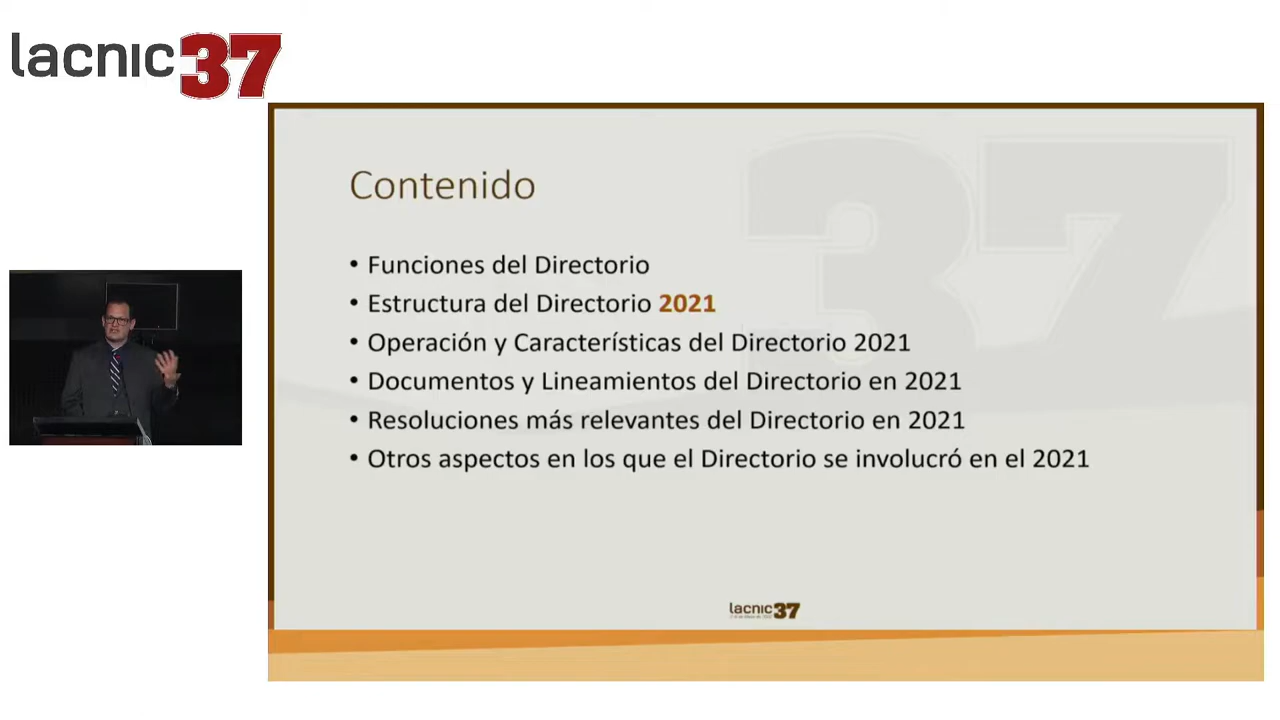 lacnic37
Contenido
• Funciones del Directorio
• Estructura del Directorio 2021
• Operación y Características del Directorio 2021
• Documentos y Lineamientos del Directorio en 2021
• Resoluciones más relevantes del Directorio en 2021
• Otros aspectos en los que el Directorio se involucró en el 2021
lacnic37